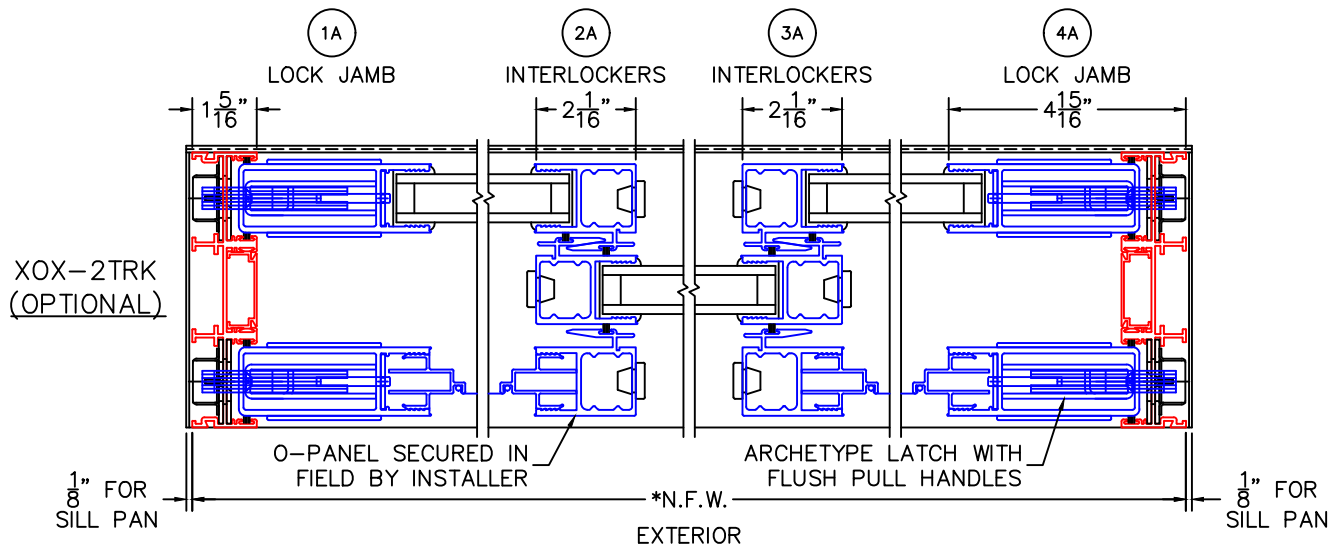 1A
2A
3A
4A
LOCK JAMB
INTERLOCKERS
INTERLOCKERS
LOCK JAMB
1 5/16"
2 1/16"
2 1/16"
4 15/16"
XOX-2TRK
(OPTIONAL)
O-PANEL SECURED IN
FIELD BY INSTALLER
ARCHETYPE LATCH WITH
FLUSH PULL HANDLES
1/8" FOR
SILL PAN
*N.F.W.
1/8" FOR
SILL PAN
EXTERIOR